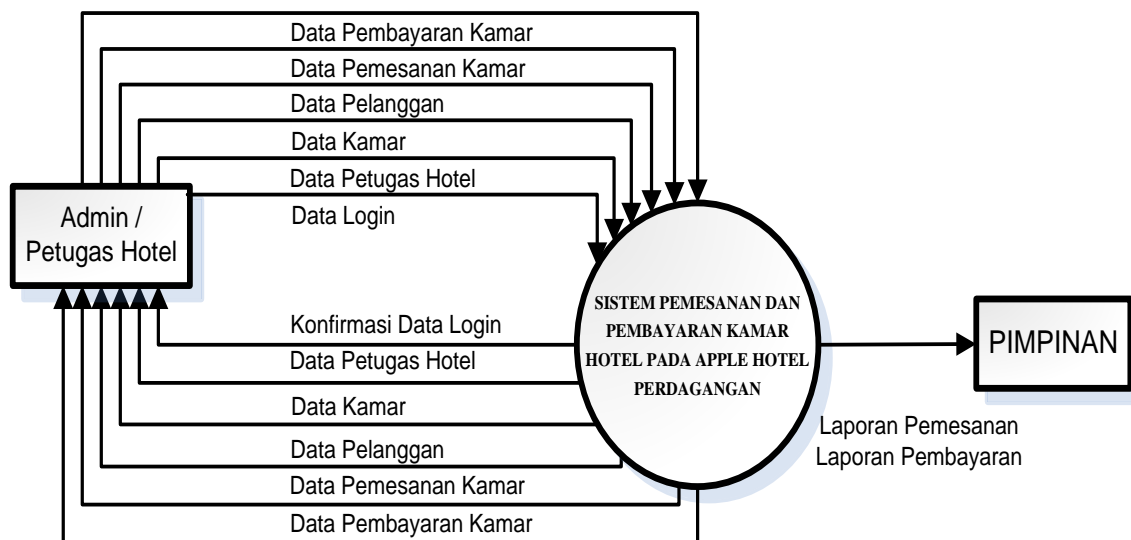 Data Pembayaran Kamar
Data Pemesanan Kamar
Data Pelanggan
Data Kamar
Data Petugas Hotel
Data Login
Admin /
Petugas Hotel
Konfirmasi Data Login
Data Petugas Hotel
Data Kamar
Data Pelanggan
Data Pemesanan Kamar
Data Pembayaran Kamar
SISTEM PEMESANAN DAN
PEMBAYARAN KAMAR
HOTEL PADA APPLE HOTEL
PERDAGANGAN
PIMPINAN
Laporan Pemesanan
Laporan Pembayaran